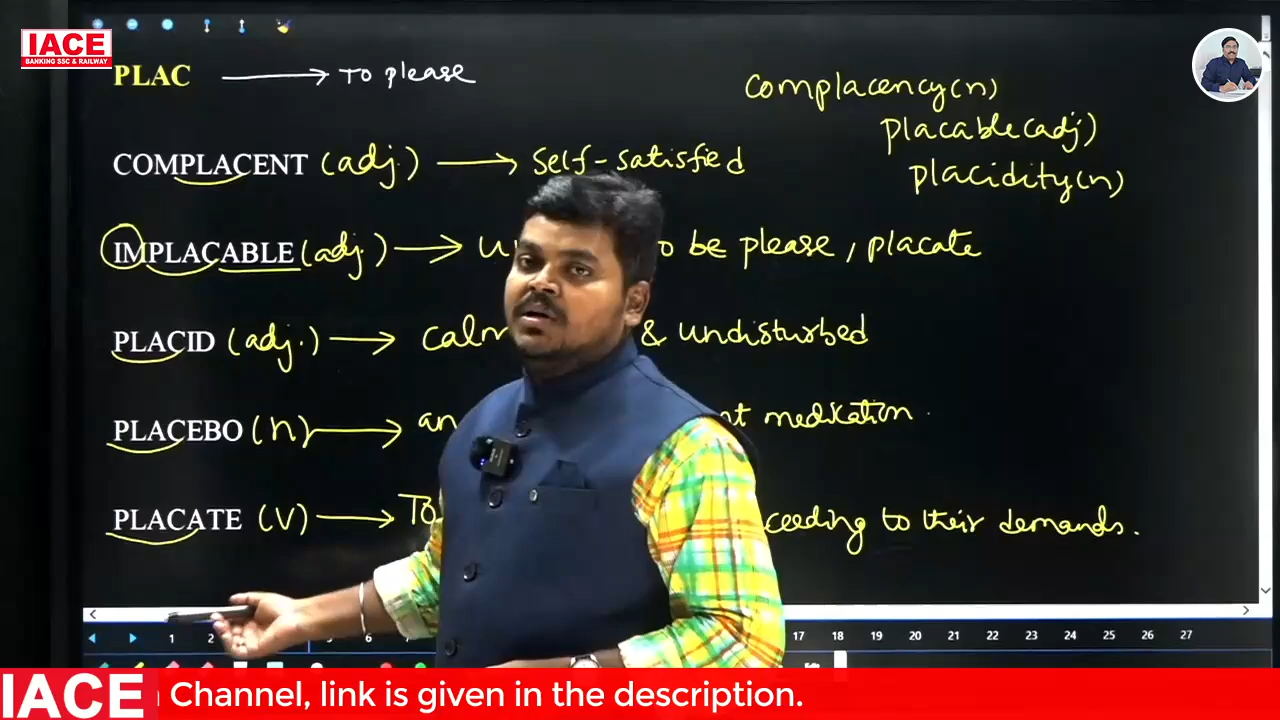 IACE
BANKING SSC & RAILWAY
PLAC To please
complacency(n)
placable(adj)
placidity(n)
COMPLACENT (adj.) Self-satisfied
IMPLACABLE (adj.) to be please, placate
PLACID (adj.) & undisturbed
PLACEBO (n) an medication
PLACATE (V) TO to their demands.
1 2 6 17 18 19 20 21 22 23 24 25 26 27
IACE Channel, link is given in the description.